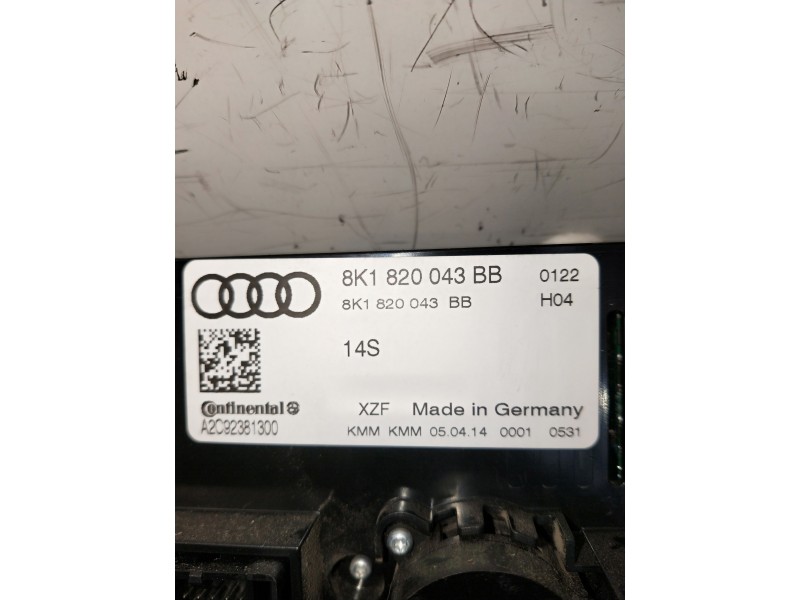 8K1 820 043 BB 0122
8K1 820 043 BB H04
14S
Continental
XZF Made in Germany
A2C92381300
KMM KMM 05.04.14 0001 0531